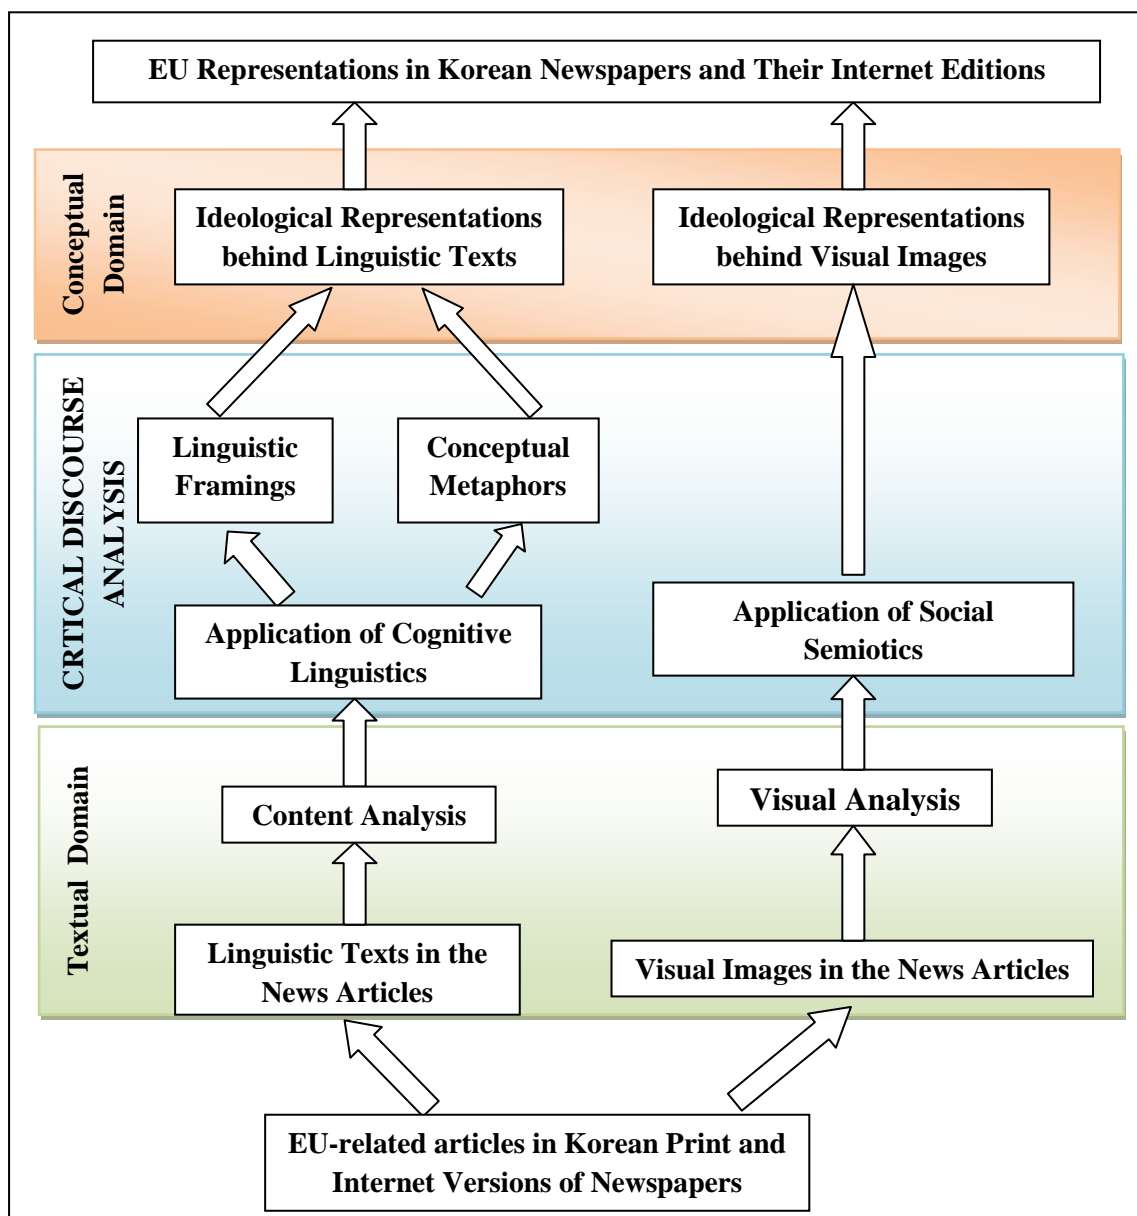 EU Representations in Korean Newspapers and Their Internet Editions
Conceptual
Domain
Ideological Representations
behind Linguistic Texts
Ideological Representations
behind Visual Images
CRTICAL DISCOURSE
ANALYSIS
Linguistic
Framings
Conceptual
Metaphors
Application of Cognitive
Linguistics
Application of Social
Semiotics
Textual Domain
Content Analysis
Visual Analysis
Linguistic Texts in the
News Articles
Visual Images in the News Articles
EU-related articles in Korean Print and
Internet Versions of Newspapers